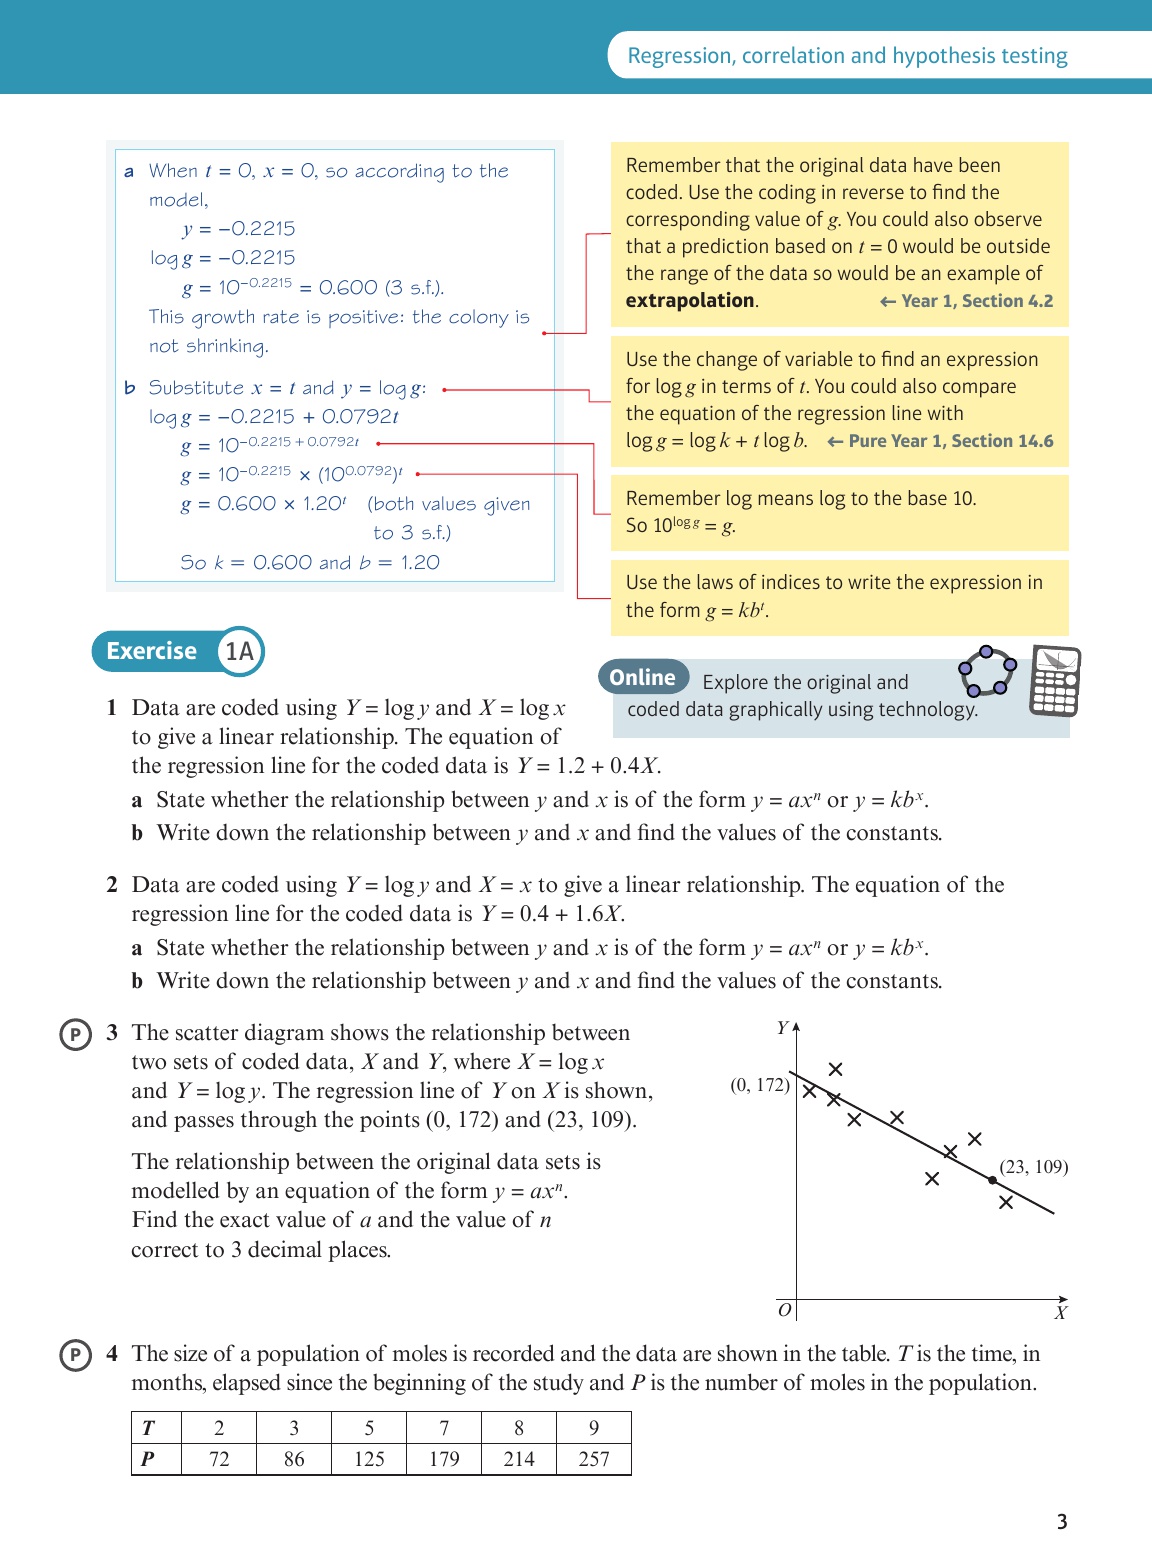 Regression, correlation and hypothesis testing
a When t = 0, x = 0, so according to the
model,
y = −0.2215
log g = −0.2215
g = 10^−0.2215 = 0.600 (3 s.f.).
This growth rate is positive: the colony is
not shrinking.
b Substitute x = t and y = log g:
log g = −0.2215 + 0.0792t
g = 10^−0.2215 + 0.0792t
g = 10^−0.2215 × (10^0.0792)^t
g = 0.600 × 1.20^t (both values given
to 3 s.f.)
So k = 0.600 and b = 1.20
Remember that the original data have been
coded. Use the coding in reverse to find the
corresponding value of g. You could also observe
that a prediction based on t = 0 would be outside
the range of the data so would be an example of
extrapolation. ← Year 1, Section 4.2
Use the change of variable to find an expression
for log g in terms of t. You could also compare
the equation of the regression line with
log g = log k + t log b. ← Pure Year 1, Section 14.6
Remember log means log to the base 10.
So 10^log g = g.
Use the laws of indices to write the expression in
the form g = kb^t.
Exercise 1A
Online Explore the original and
coded data graphically using technology.
1 Data are coded using Y = log y and X = log x
to give a linear relationship. The equation of
the regression line for the coded data is Y = 1.2 + 0.4X.
a State whether the relationship between y and x is of the form y = ax^n or y = kb^x.
b Write down the relationship between y and x and find the values of the constants.
2 Data are coded using Y = log y and X = x to give a linear relationship. The equation of the
regression line for the coded data is Y = 0.4 + 1.6X.
a State whether the relationship between y and x is of the form y = ax^n or y = kb^x.
b Write down the relationship between y and x and find the values of the constants.
P 3 The scatter diagram shows the relationship between
two sets of coded data, X and Y, where X = log x
and Y = log y. The regression line of Y on X is shown,
and passes through the points (0, 172) and (23, 109).
The relationship between the original data sets is
modelled by an equation of the form y = ax^n.
Find the exact value of a and the value of n
correct to 3 decimal places.
Y
(0, 172)
(23, 109)
O
X
P 4 The size of a population of moles is recorded and the data are shown in the table. T is the time, in
months, elapsed since the beginning of the study and P is the number of moles in the population.
T 2 3 5 7 8 9
P 72 86 125 179 214 257
3